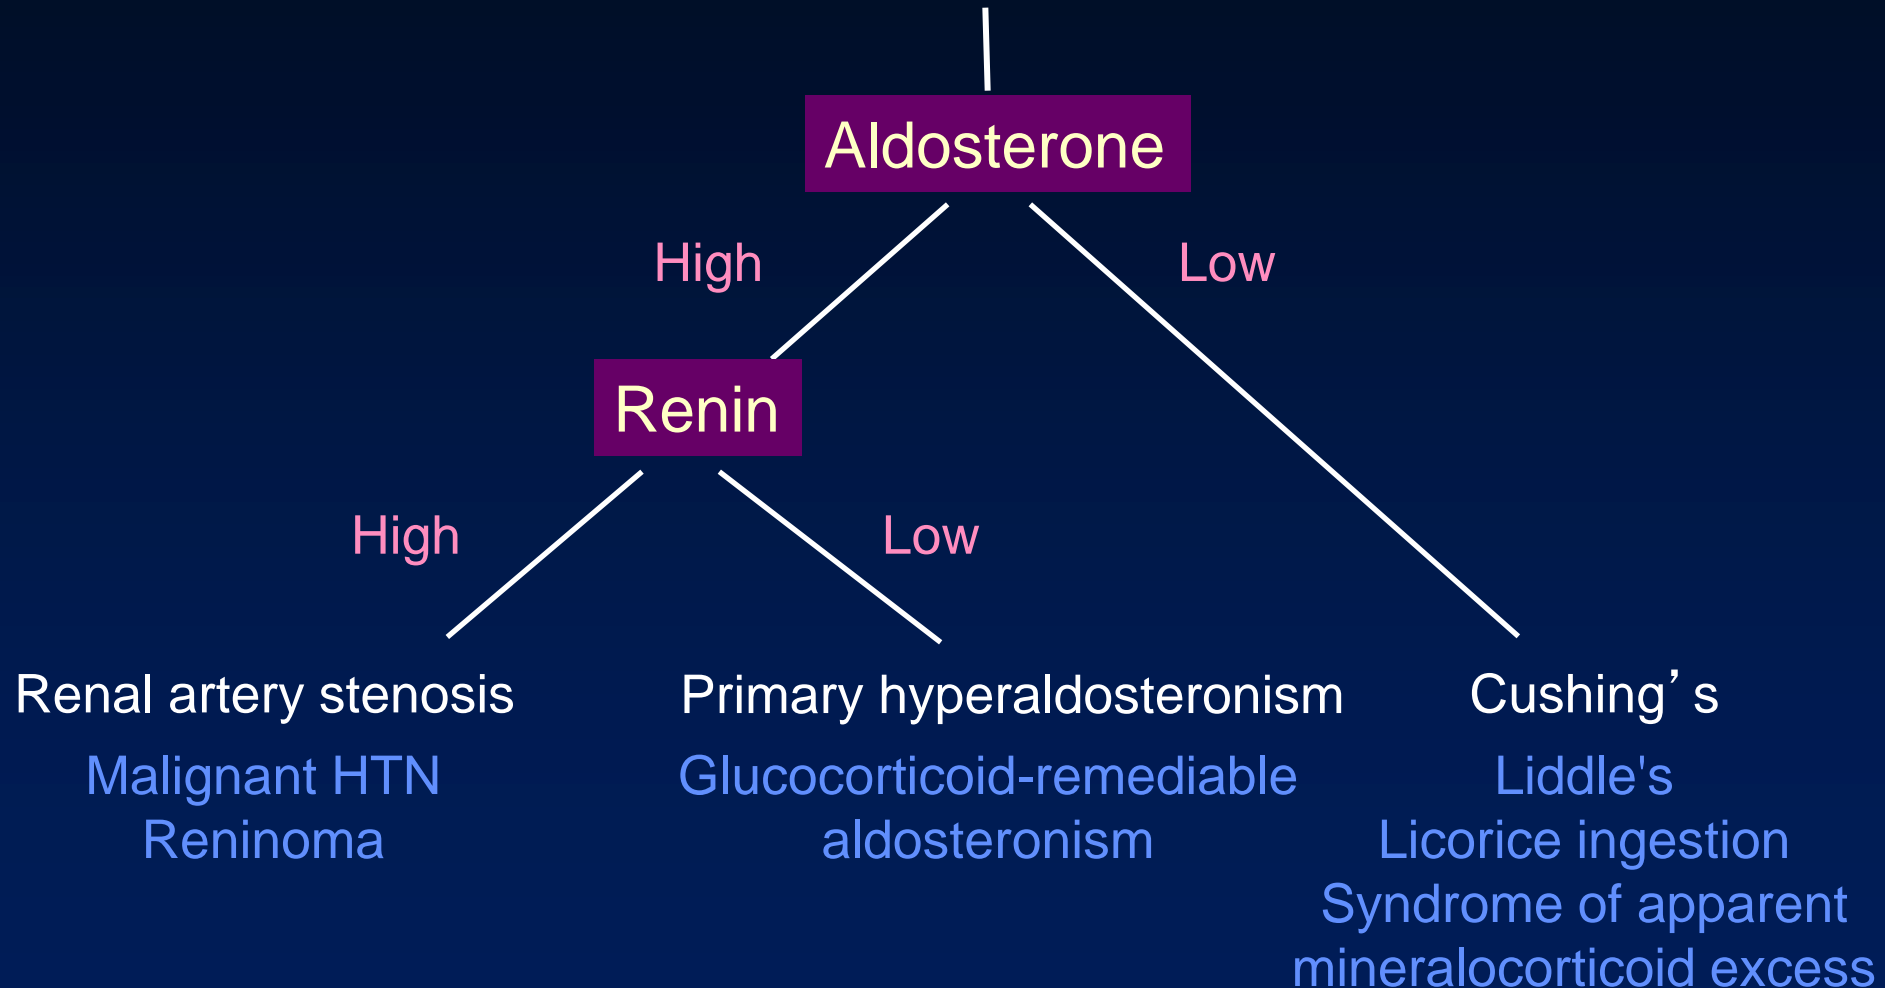 Aldosterone
High
Low
Renin
High
Low
Renal artery stenosis
Malignant HTN
Reninoma
Primary hyperaldosteronism
Glucocorticoid-remediable
aldosteronism
Cushing’s
Liddle's
Licorice ingestion
Syndrome of apparent
mineralocorticoid excess